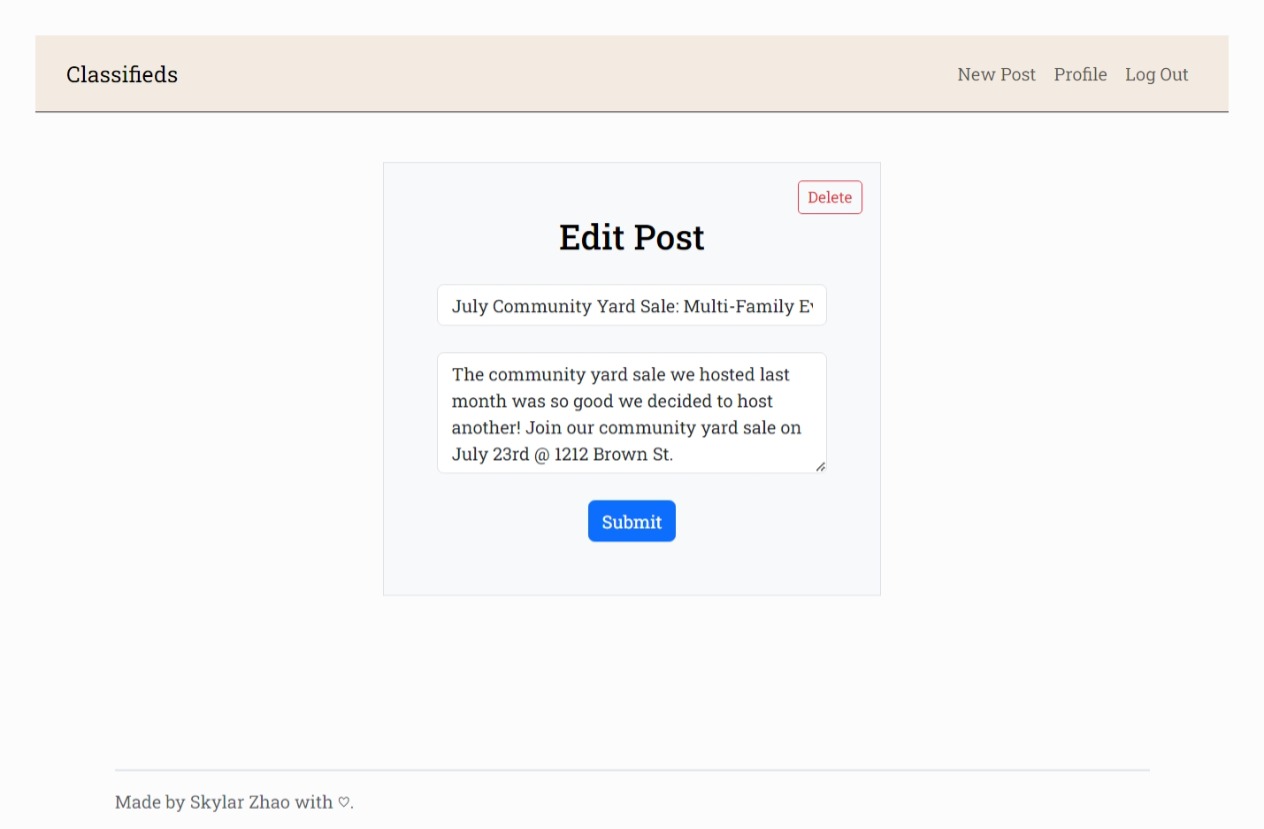 Classifieds
New Post Profile Log Out
Delete
Edit Post
July Community Yard Sale: Multi-Family
The community yard sale we hosted last
month was so good we decided to host
another! Join our community yard sale on
July 23rd @ 1212 Brown St.
Submit
Made by Skylar Zhao with ♡.